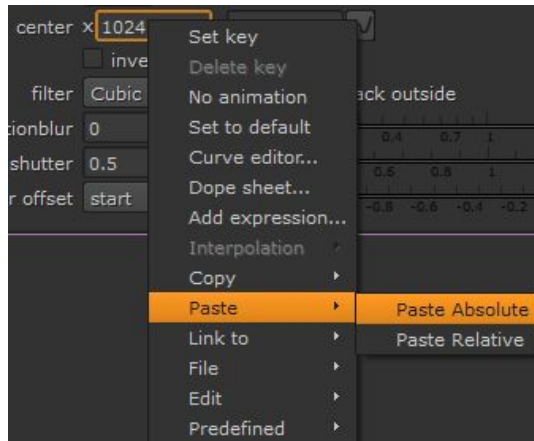 center x 1024
Set key
inve
Delete key
filter Cubic
No animation
ack outside
tionblur 0
Set to default
0.4 0.7 1
shutter 0.5
Curve editor...
0.6 0.8 1
r offset start
Dope sheet...
-0.8 -0.6 -0.4 -0.2
Add expression...
Interpolation
Copy
Paste
Paste Absolute
Link to
Paste Relative
File
Edit
Predefined